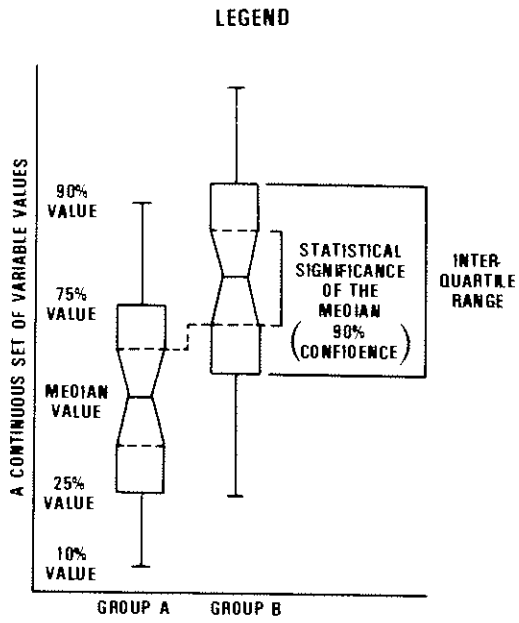 LEGEND
A CONTINUOUS SET OF VARIABLE VALUES
90%
VALUE
75%
VALUE
MEDIAN
VALUE
25%
VALUE
10%
VALUE
STATISTICAL
SIGNIFICANCE
OF THE
MEDIAN
( 90%
CONFIDENCE )
INTER-
QUARTILE
RANGE
GROUP A
GROUP B